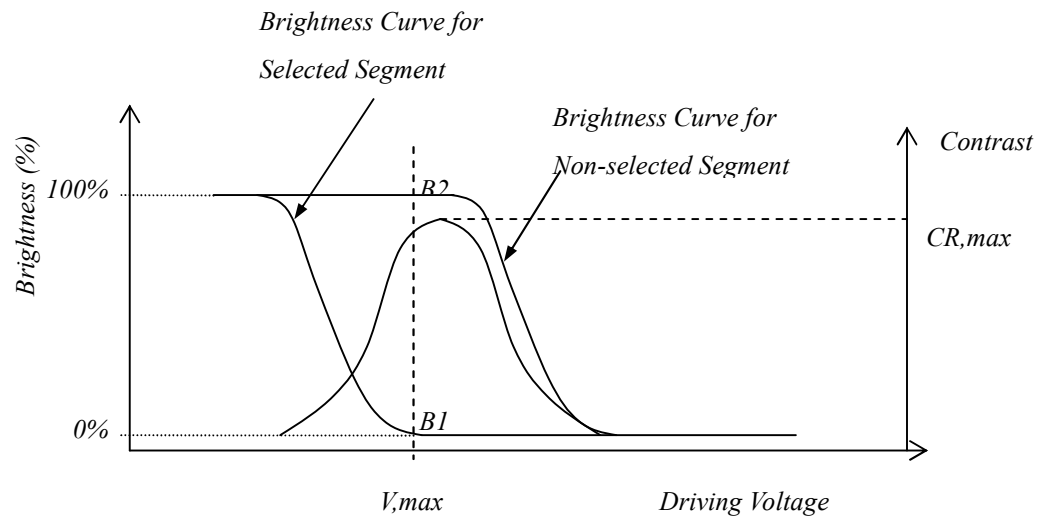 Brightness Curve for
Selected Segment
Brightness Curve for
Non-selected Segment
Contrast
Brightness (%)
100%
B2
CR,max
0%
B1
V,max
Driving Voltage